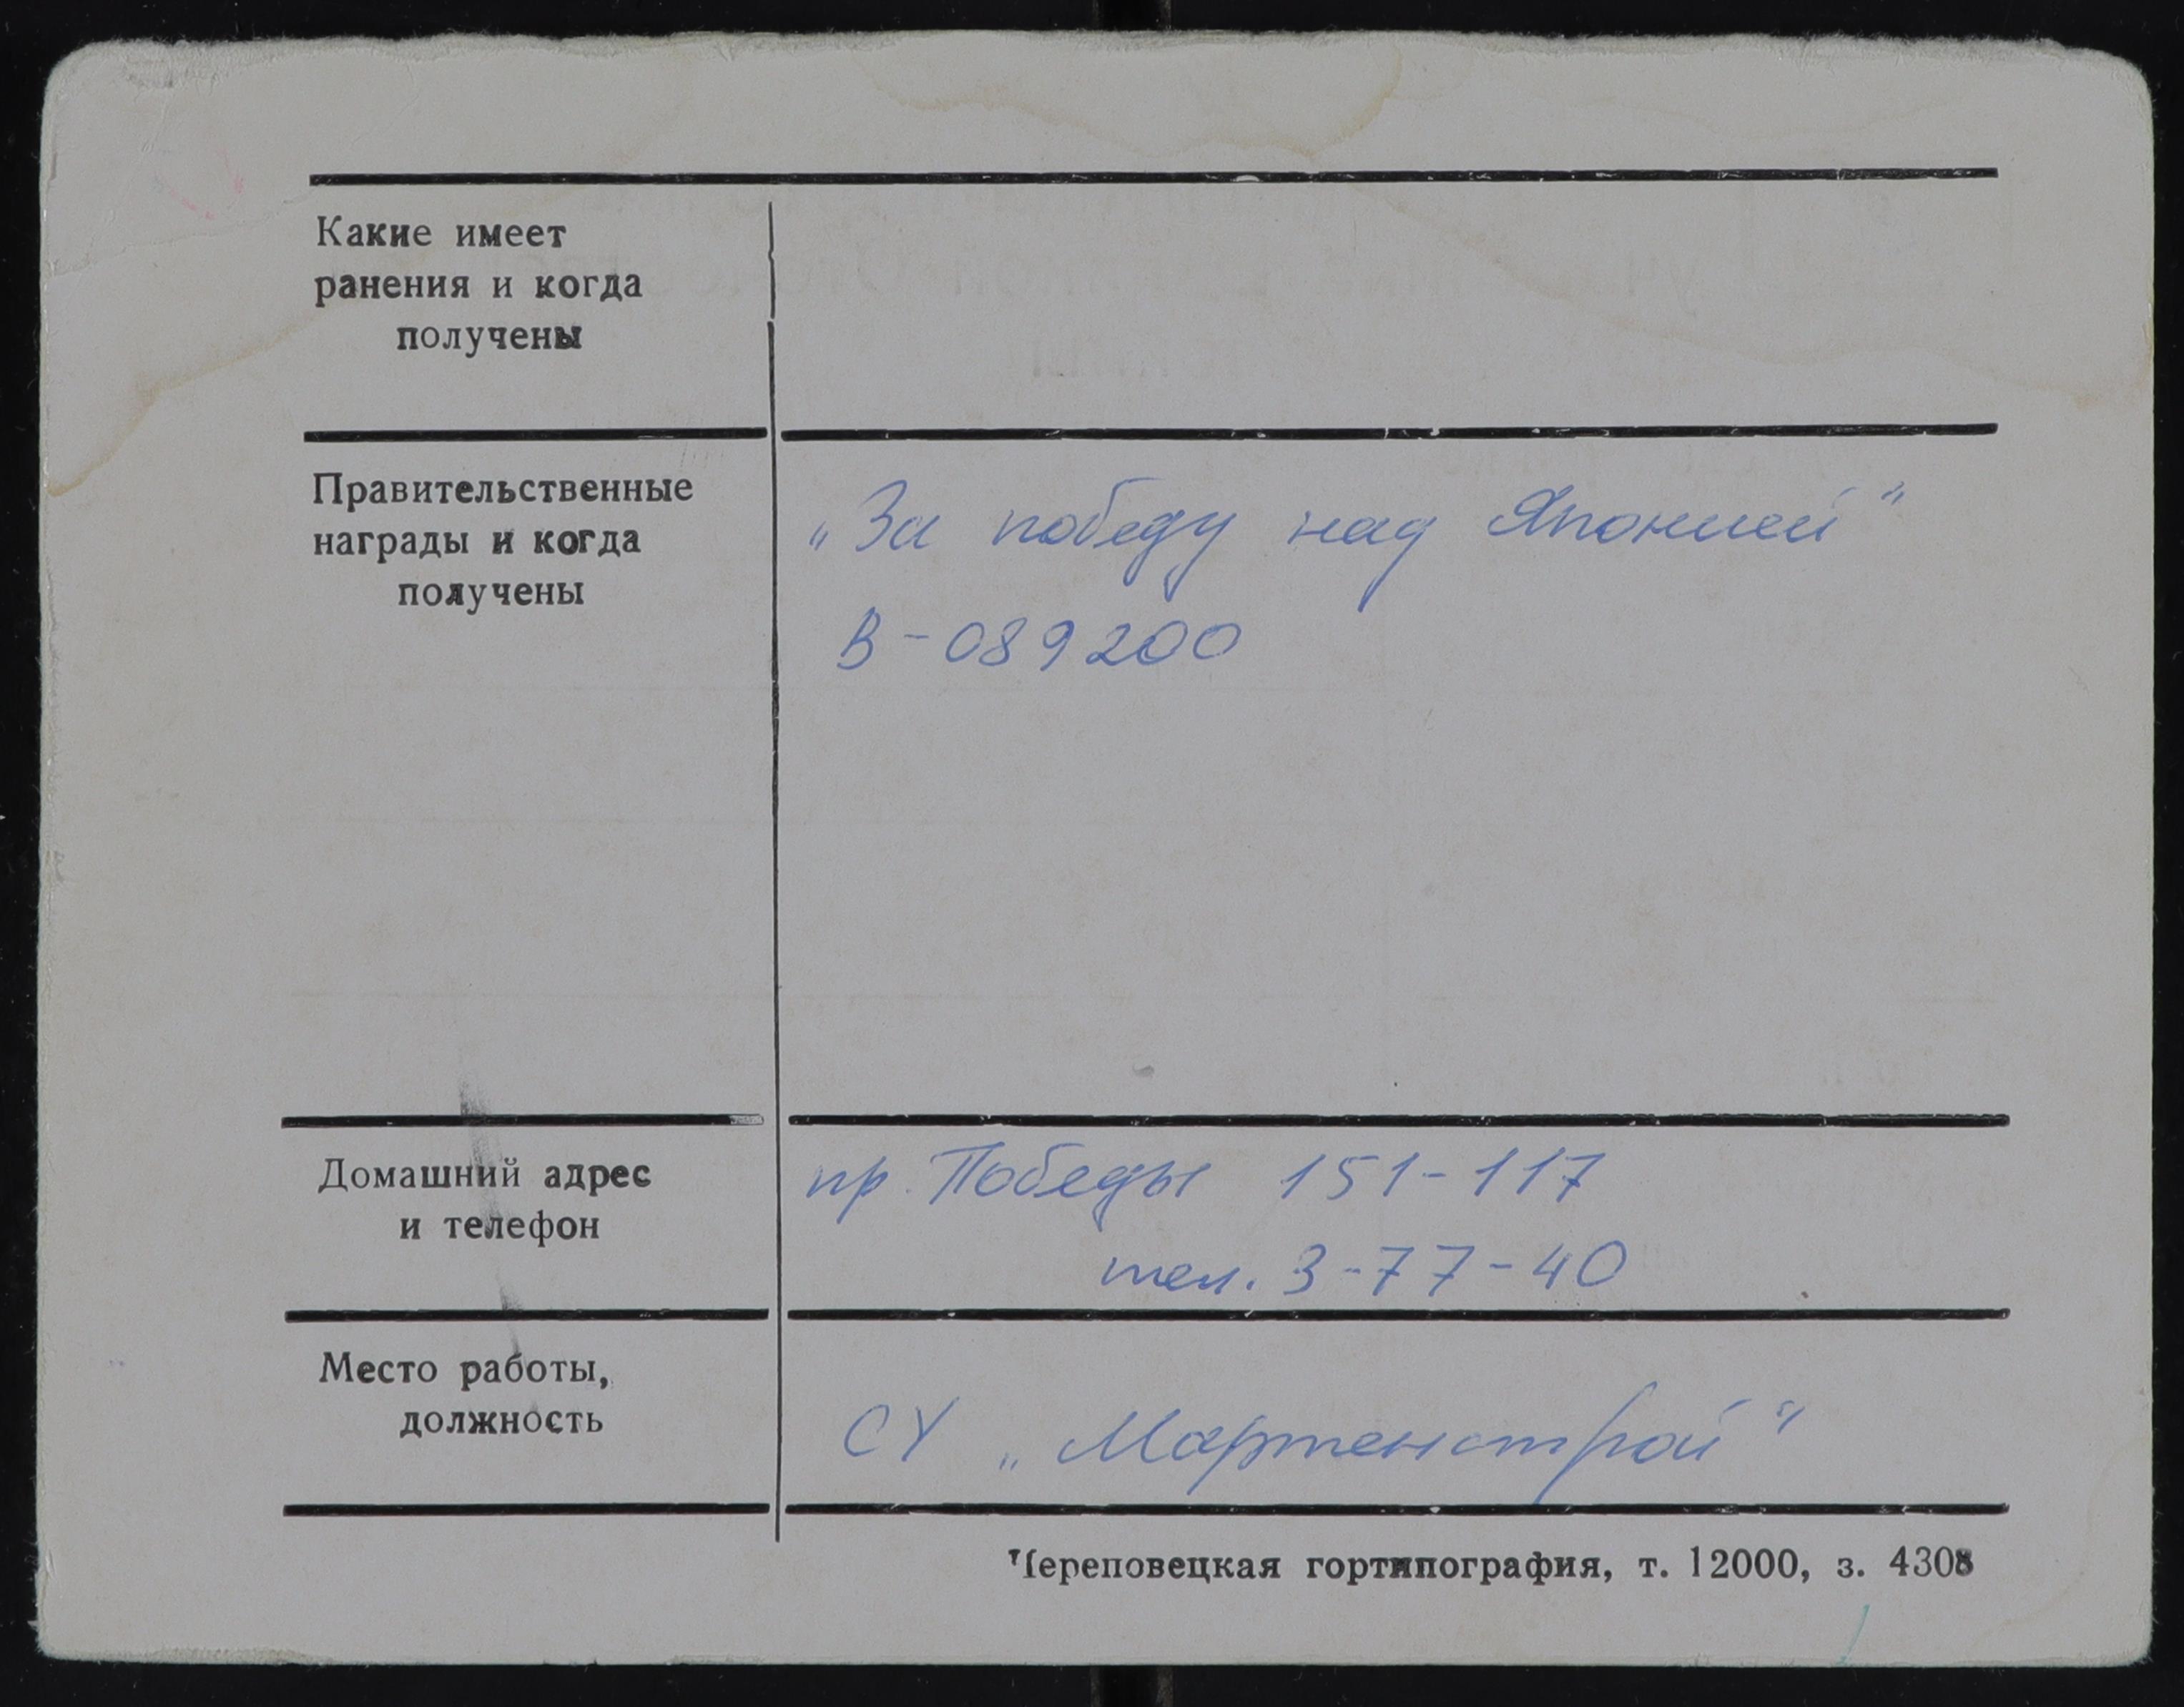 Какие имеет
ранения и когда
получены
Правительственные
награды и когда
получены
„За победу над Японией“
В-089200
Домашний адрес
и телефон
пр. Победы 151-117
тел. 3-77-40
Место работы,
должность
СУ „Мартенстрой“
Череповецкая гортипография, т. 12000, з. 4308